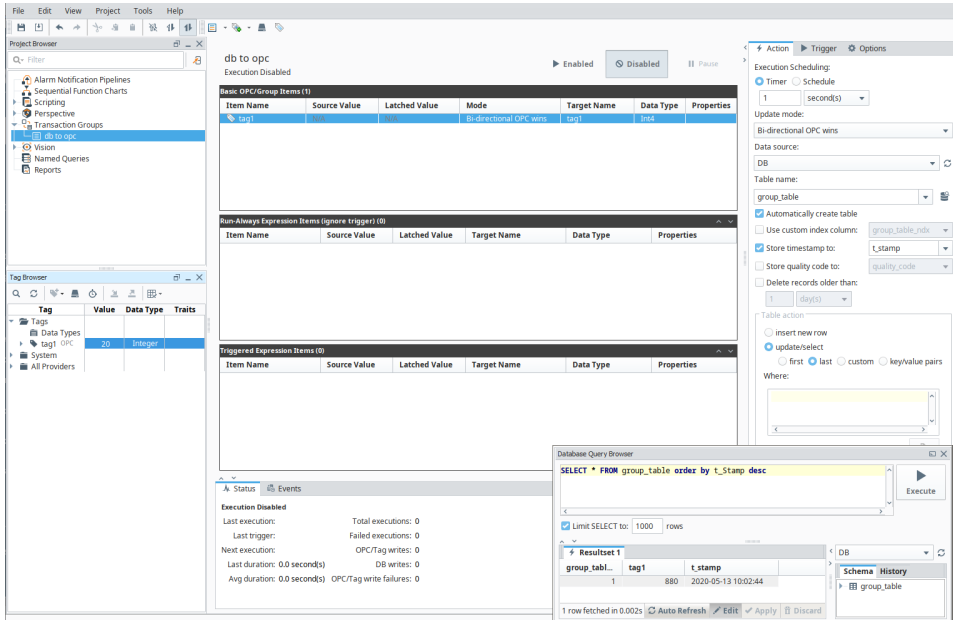 File Edit View Project Tools Help
Project Browser
Filter
Alarm Notification Pipelines
Sequential Function Charts
Scripting
Perspective
Transaction Groups
db to opc
Vision
Named Queries
Reports
Tag Browser
Tag Value Data Type Traits
Tags
Data Types
tag1 OPC 20 Integer
System
All Providers
db to opc
Execution Disabled
Enabled Disabled Pause
Basic OPC/Group Items (1)
Item Name Source Value Latched Value Mode Target Name Data Type Properties
tag1 N/A N/A Bi-directional OPC wins tag1 Int4
Run-Always Expression Items (ignore trigger) (0)
Item Name Source Value Latched Value Target Name Data Type Properties
Triggered Expression Items (0)
Item Name Source Value Latched Value Target Name Data Type Properties
Status Events
Execution Disabled
Last execution: Total executions: 0
Last trigger: Failed executions: 0
Next execution: OPC/Tag writes: 0
Last duration: 0.0 second(s) DB writes: 0
Avg duration: 0.0 second(s) OPC/Tag write failures: 0
Action Trigger Options
Execution Scheduling:
Timer Schedule
1 second(s)
Update mode:
Bi-directional OPC wins
Data source:
DB
Table name:
group_table
Automatically create table
Use custom index column: group_table_ndx
Store timestamp to: t_stamp
Store quality code to: quality_code
Delete records older than:
1 day(s)
Table action
insert new row
update/select
first last custom key/value pairs
Where:
Database Query Browser
SELECT * FROM group_table order by t_Stamp desc
Execute
Limit SELECT to: 1000 rows
Resultset 1
group_tabl... tag1 t_stamp
1 880 2020-05-13 10:02:44
1 row fetched in 0.002s Auto Refresh Edit Apply Discard
DB
Schema History
group_table